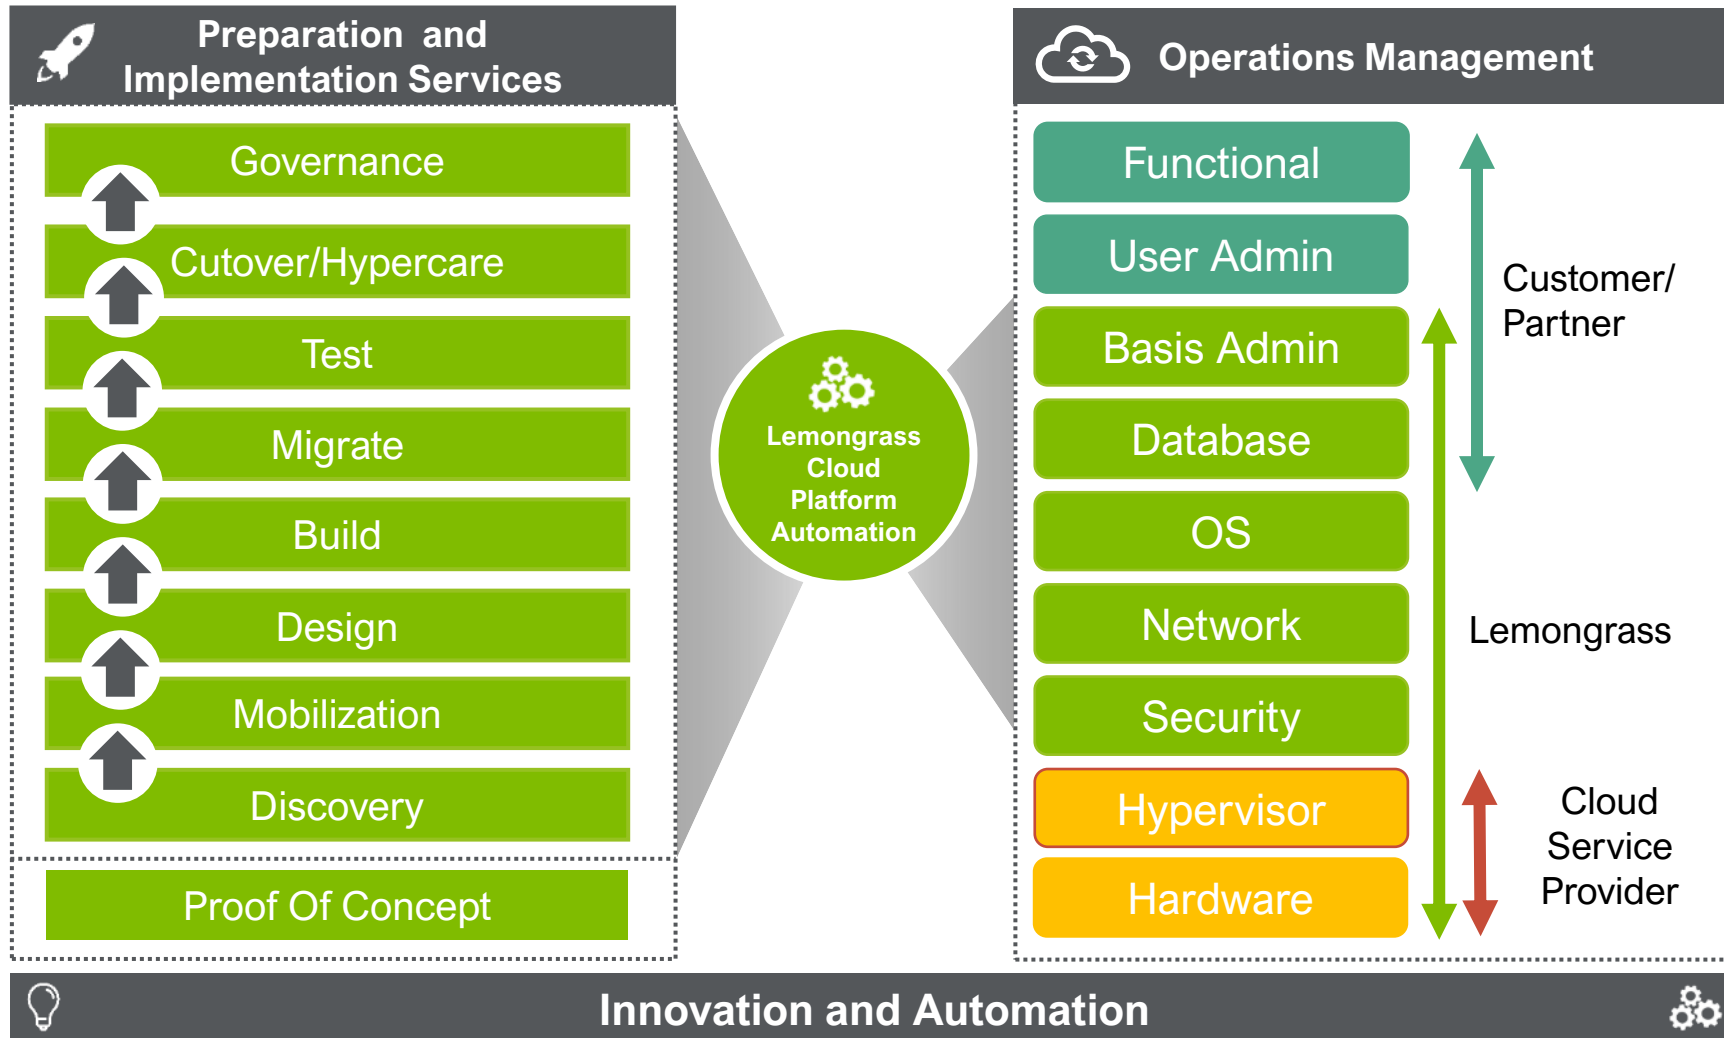 Preparation and
Implementation Services
Governance
Cutover/Hypercare
Test
Migrate
Build
Design
Mobilization
Discovery
Proof Of Concept
Lemongrass
Cloud
Platform
Automation
Operations Management
Functional
User Admin
Basis Admin
Database
OS
Network
Security
Hypervisor
Hardware
Customer/
Partner
Lemongrass
Cloud
Service
Provider
Innovation and Automation